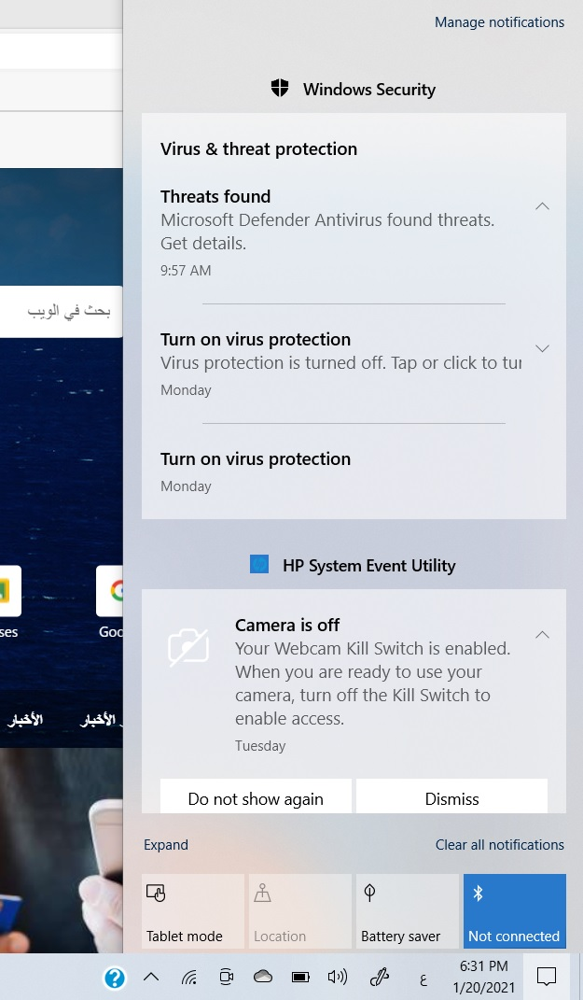 Manage notifications
Windows Security
Virus & threat protection
Threats found
Microsoft Defender Antivirus found threats.
Get details.
9:57 AM
Turn on virus protection
Virus protection is turned off. Tap or click to tur
Monday
Turn on virus protection
Monday
HP System Event Utility
Camera is off
Your Webcam Kill Switch is enabled.
When you are ready to use your
camera, turn off the Kill Switch to
enable access.
Tuesday
Do not show again
Dismiss
Expand
Clear all notifications
Tablet mode
Location
Battery saver
Not connected
بحث في الويب
ses
Goo
الأخبار
الأخبار
ع
6:31 PM
1/20/2021